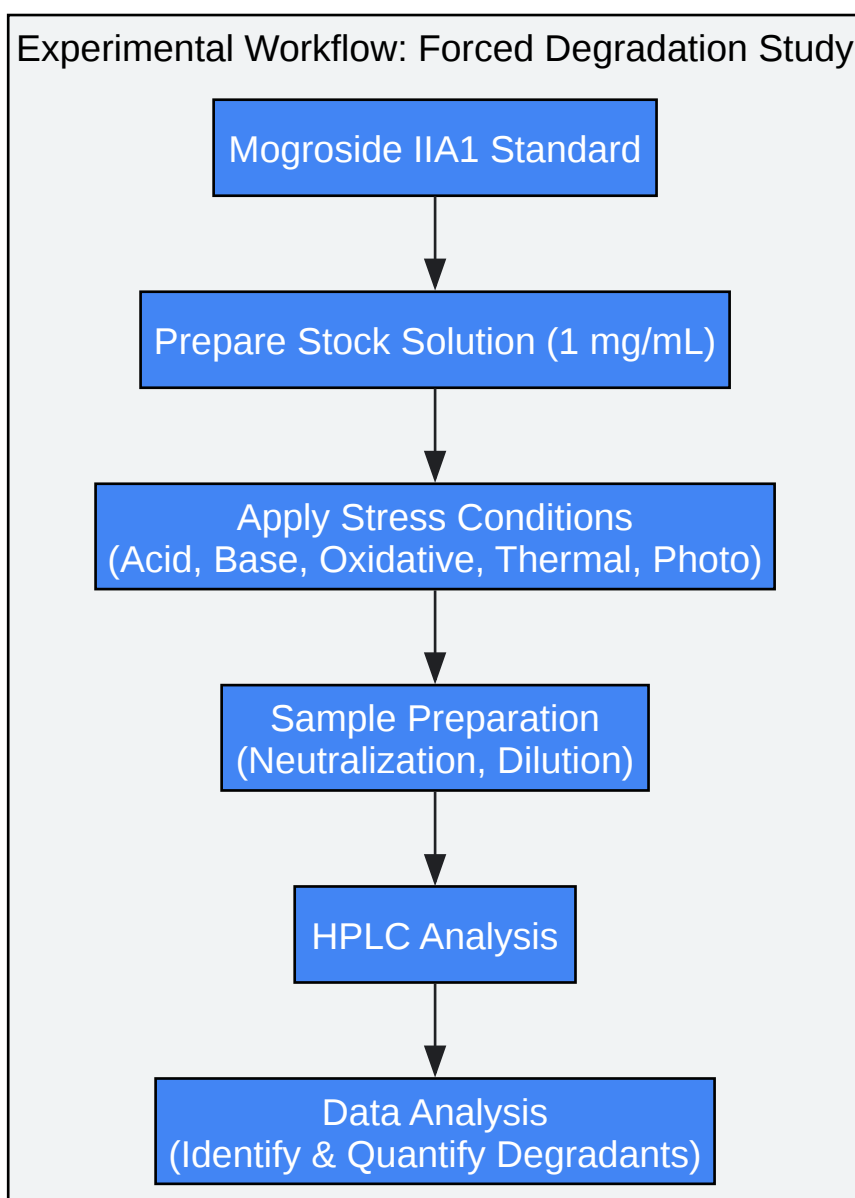 Experimental Workflow: Forced Degradation Study
Mogroside IIA1 Standard
Prepare Stock Solution (1 mg/mL)
Apply Stress Conditions
(Acid, Base, Oxidative, Thermal, Photo)
Sample Preparation
(Neutralization, Dilution)
HPLC Analysis
Data Analysis
(Identify & Quantify Degradants)